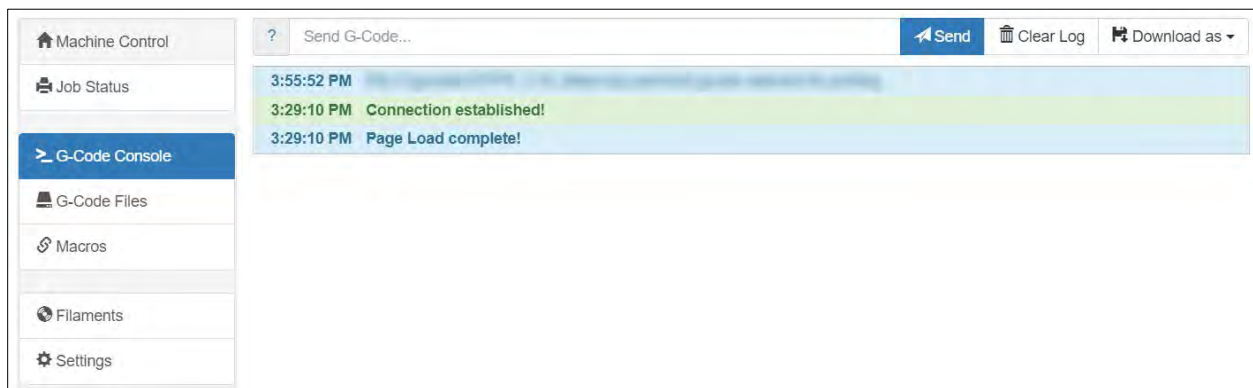 Machine Control
? Send G-Code... Send Clear Log Download as
Job Status
3:55:52 PM
3:29:10 PM Connection established!
3:29:10 PM Page Load complete!
>_ G-Code Console
G-Code Files
Macros
Filaments
Settings